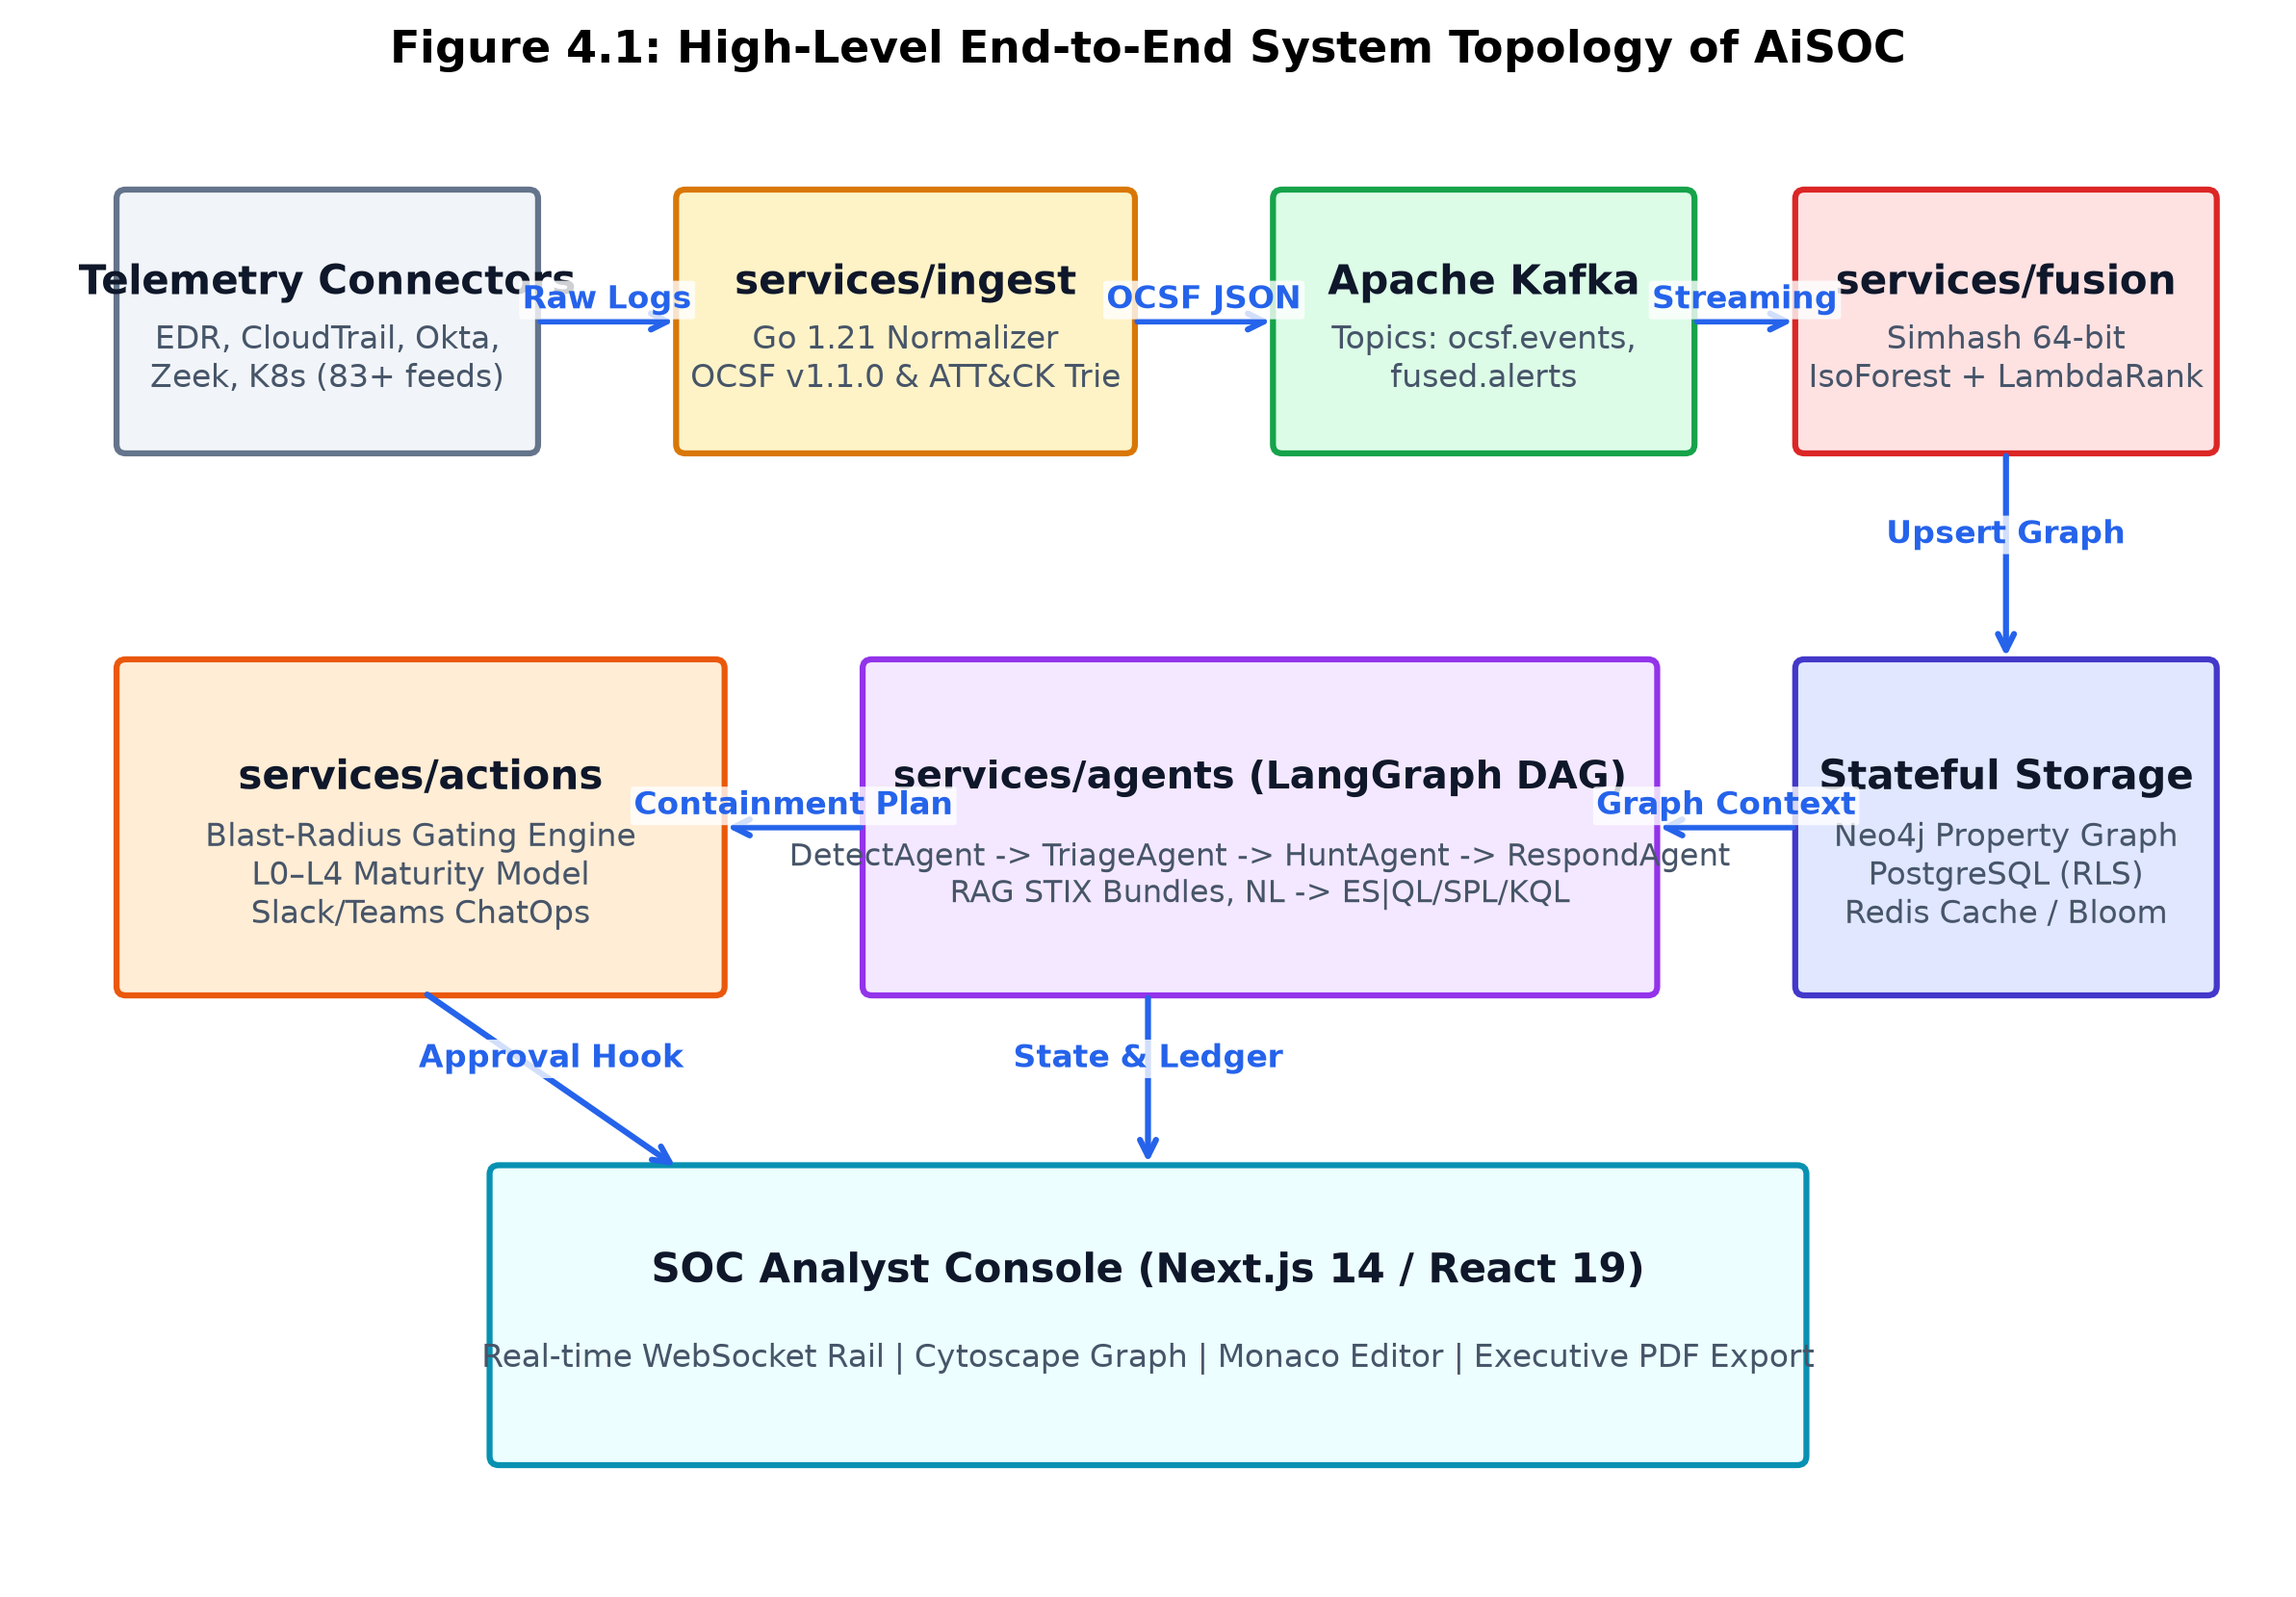 Figure 4.1: High-Level End-to-End System Topology of AiSOC
Telemetry Connectors
EDR, CloudTrail, Okta,
Zeek, K8s (83+ feeds)
Raw Logs
services/ingest
Go 1.21 Normalizer
OCSF v1.1.0 & ATT&CK Trie
OCSF JSON
Apache Kafka
Topics: ocsf.events,
fused.alerts
Streaming
services/fusion
Simhash 64-bit
IsoForest + LambdaRank
Upsert Graph
services/actions
Blast-Radius Gating Engine
L0–L4 Maturity Model
Slack/Teams ChatOps
Containment Plan
services/agents (LangGraph DAG)
DetectAgent -> TriageAgent -> HuntAgent -> RespondAgent
RAG STIX Bundles, NL -> ES|QL/SPL/KQL
Graph Context
Stateful Storage
Neo4j Property Graph
PostgreSQL (RLS)
Redis Cache / Bloom
Approval Hook
State & Ledger
SOC Analyst Console (Next.js 14 / React 19)
Real-time WebSocket Rail | Cytoscape Graph | Monaco Editor | Executive PDF Export